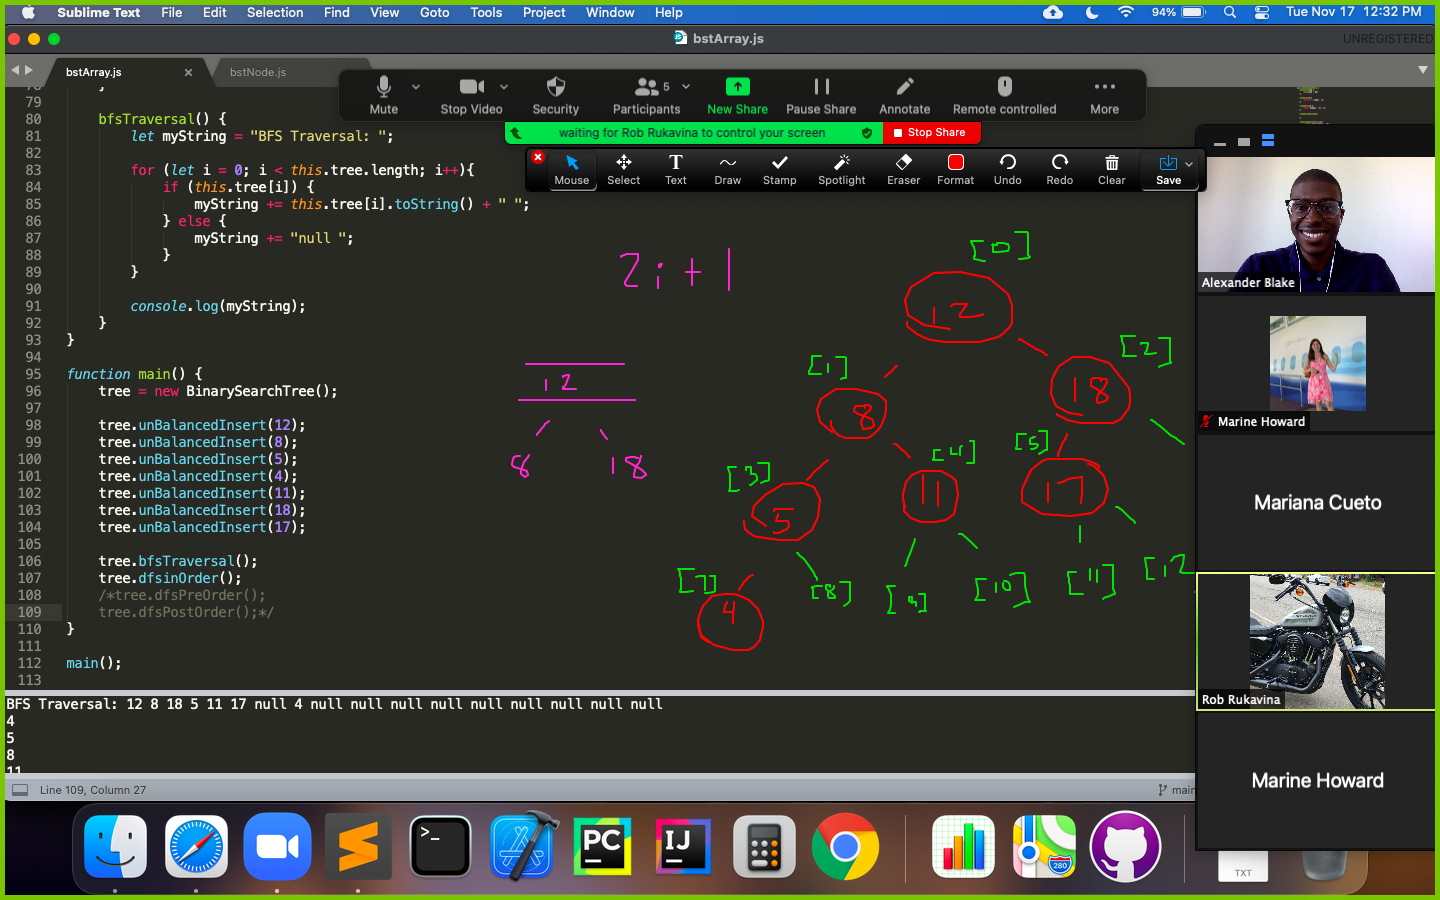 Sublime Text File Edit Selection Find View Goto Tools Project Window Help 94% Tue Nov 17 12:32 PM
bstArray.js UNREGISTERED
bstArray.js × bstNode.js
Mute Stop Video Security Participants 5 New Share Pause Share Annotate Remote controlled More
waiting for Rob Rukavina to control your screen Stop Share
Mouse Select Text Draw Stamp Spotlight Eraser Format Undo Redo Clear Save
78 }
79
80 bfsTraversal() {
81 let myString = "BFS Traversal: ";
82
83 for (let i = 0; i < this.tree.length; i++){
84 if (this.tree[i]) {
85 myString += this.tree[i].toString() + " ";
86 } else {
87 myString += "null ";
88 }
89 }
90
91 console.log(myString);
92 }
93 }
94
95 function main() {
96 tree = new BinarySearchTree();
97
98 tree.unBalancedInsert(12);
99 tree.unBalancedInsert(8);
100 tree.unBalancedInsert(5);
101 tree.unBalancedInsert(4);
102 tree.unBalancedInsert(11);
103 tree.unBalancedInsert(18);
104 tree.unBalancedInsert(17);
105
106 tree.bfsTraversal();
107 tree.dfsinOrder();
108 /*tree.dfsPreOrder();
109 tree.dfsPostOrder();*/
110 }
111
112 main();
113
2i+1
12
8 18
[0]
12
[1] [2]
8 18
[3] [4] [5]
5 11 17
[7] [8] [9] [10] [11] [12
4
Alexander Blake
Marine Howard
Mariana Cueto
Rob Rukavina
Marine Howard
BFS Traversal: 12 8 18 5 11 17 null 4 null null null null null null null null null
4
5
8
11
Line 109, Column 27 main
>_ PC IJ 280 TXT